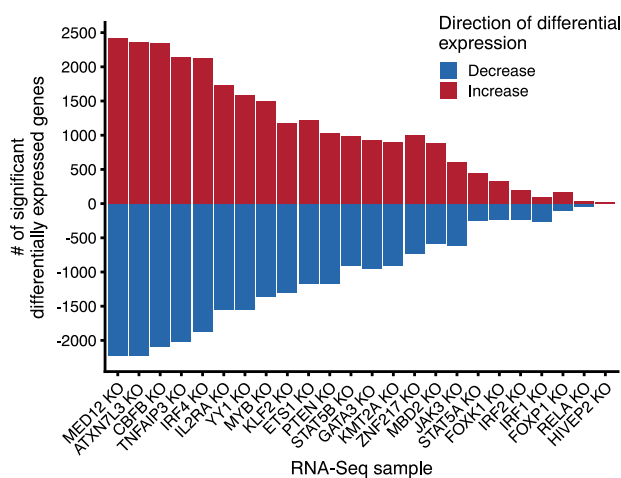 Direction of differential
expression
Decrease
Increase
# of significant
differentially expressed genes
2500
2000
1500
1000
500
0
-500
-1000
-1500
-2000
MED12 KO
ATXN7L3 KO
CBFB KO
TNFAIP3 KO
IRF4 KO
IL2RA KO
YY1 KO
MYB KO
KLF2 KO
ETS1 KO
PTEN KO
STAT5B KO
GATA3 KO
KMT2A KO
ZNF217 KO
MBD2 KO
JAK3 KO
STAT5A KO
FOXK1 KO
IRF2 KO
IRF1 KO
FOXP1 KO
RELA KO
HIVEP2 KO
RNA-Seq sample